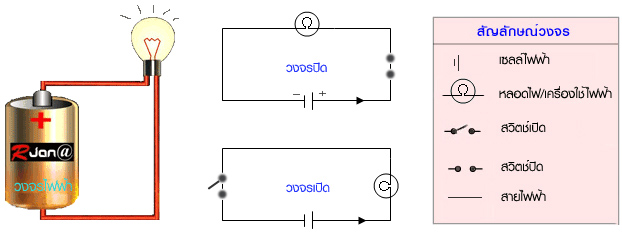 +
RJan@
วงจรไฟฟ้า
วงจรปิด
− +
วงจรเปิด
สัญลักษณ์วงจร
เซลล์ไฟฟ้า
หลอดไฟ/เครื่องใช้ไฟฟ้า
สวิตช์เปิด
สวิตช์ปิด
สายไฟฟ้า